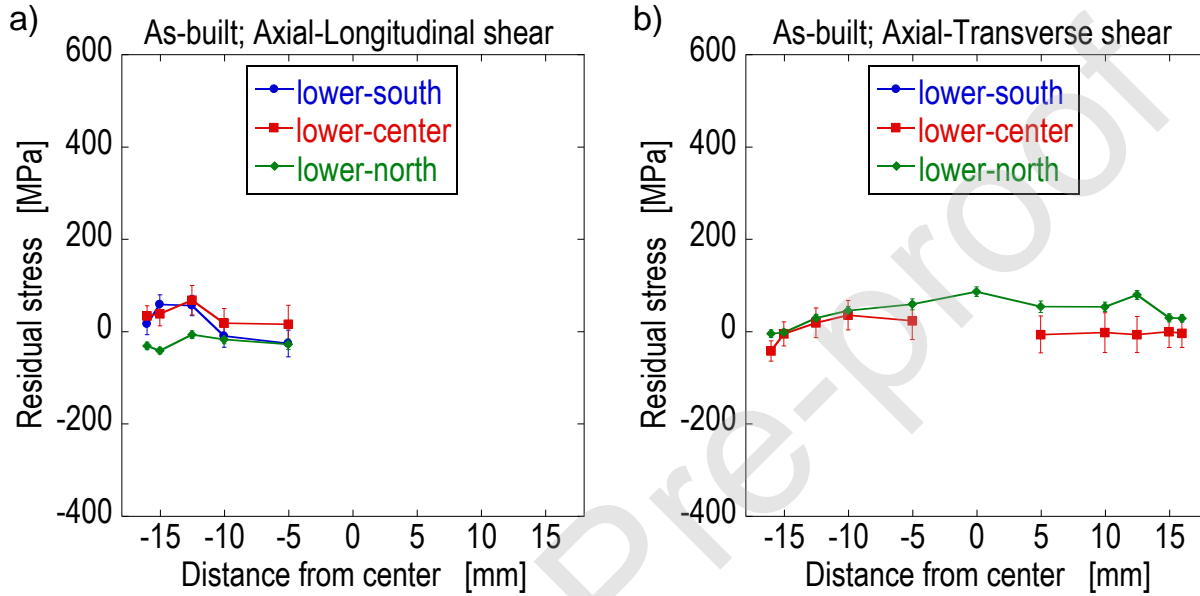 a)
As-built; Axial-Longitudinal shear
600
400
200
0
-200
-400
Residual stress [MPa]
lower-south
lower-center
lower-north
-15 -10 -5 0 5 10 15
Distance from center [mm]
b)
As-built; Axial-Transverse shear
600
400
200
0
-200
-400
Residual stress [MPa]
lower-south
lower-center
lower-north
-15 -10 -5 0 5 10 15
Distance from center [mm]
Pre-proof